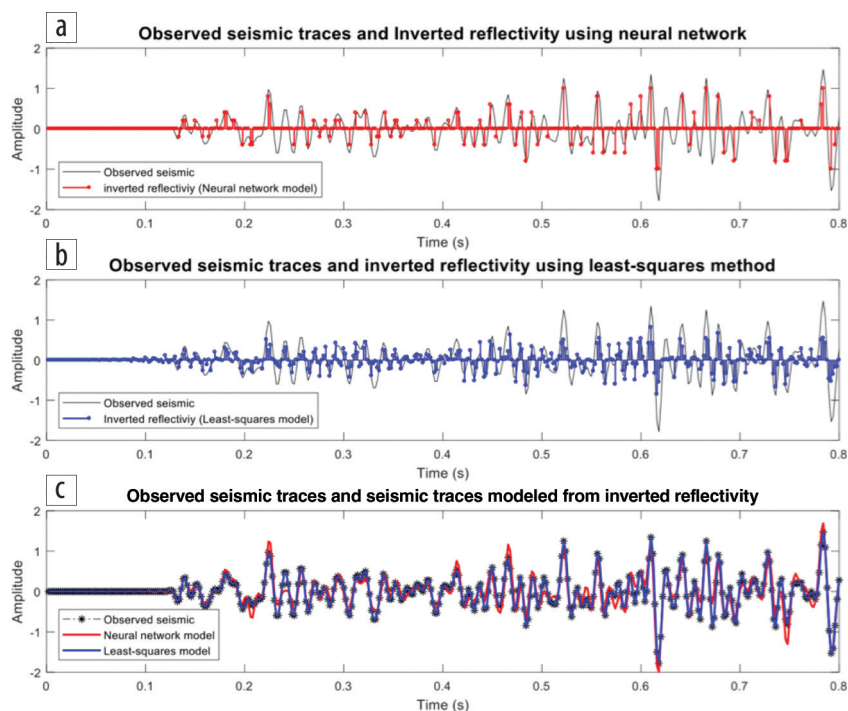 a
Observed seismic traces and Inverted reflectivity using neural network
2
1
0
-1
-2
Amplitude
Observed seismic
inverted reflectiviy (Neural network model)
0 0.1 0.2 0.3 0.4 0.5 0.6 0.7 0.8
Time (s)
b
Observed seismic traces and inverted reflectivity using least-squares method
2
1
0
-1
-2
Amplitude
Observed seismic
Inverted reflectiviy (Least-squares model)
0 0.1 0.2 0.3 0.4 0.5 0.6 0.7 0.8
Time (s)
c
Observed seismic traces and seismic traces modeled from inverted reflectivity
2
1
0
-1
-2
Amplitude
Observed seismic
Neural network model
Least-squares model
0 0.1 0.2 0.3 0.4 0.5 0.6 0.7 0.8
Time (s)